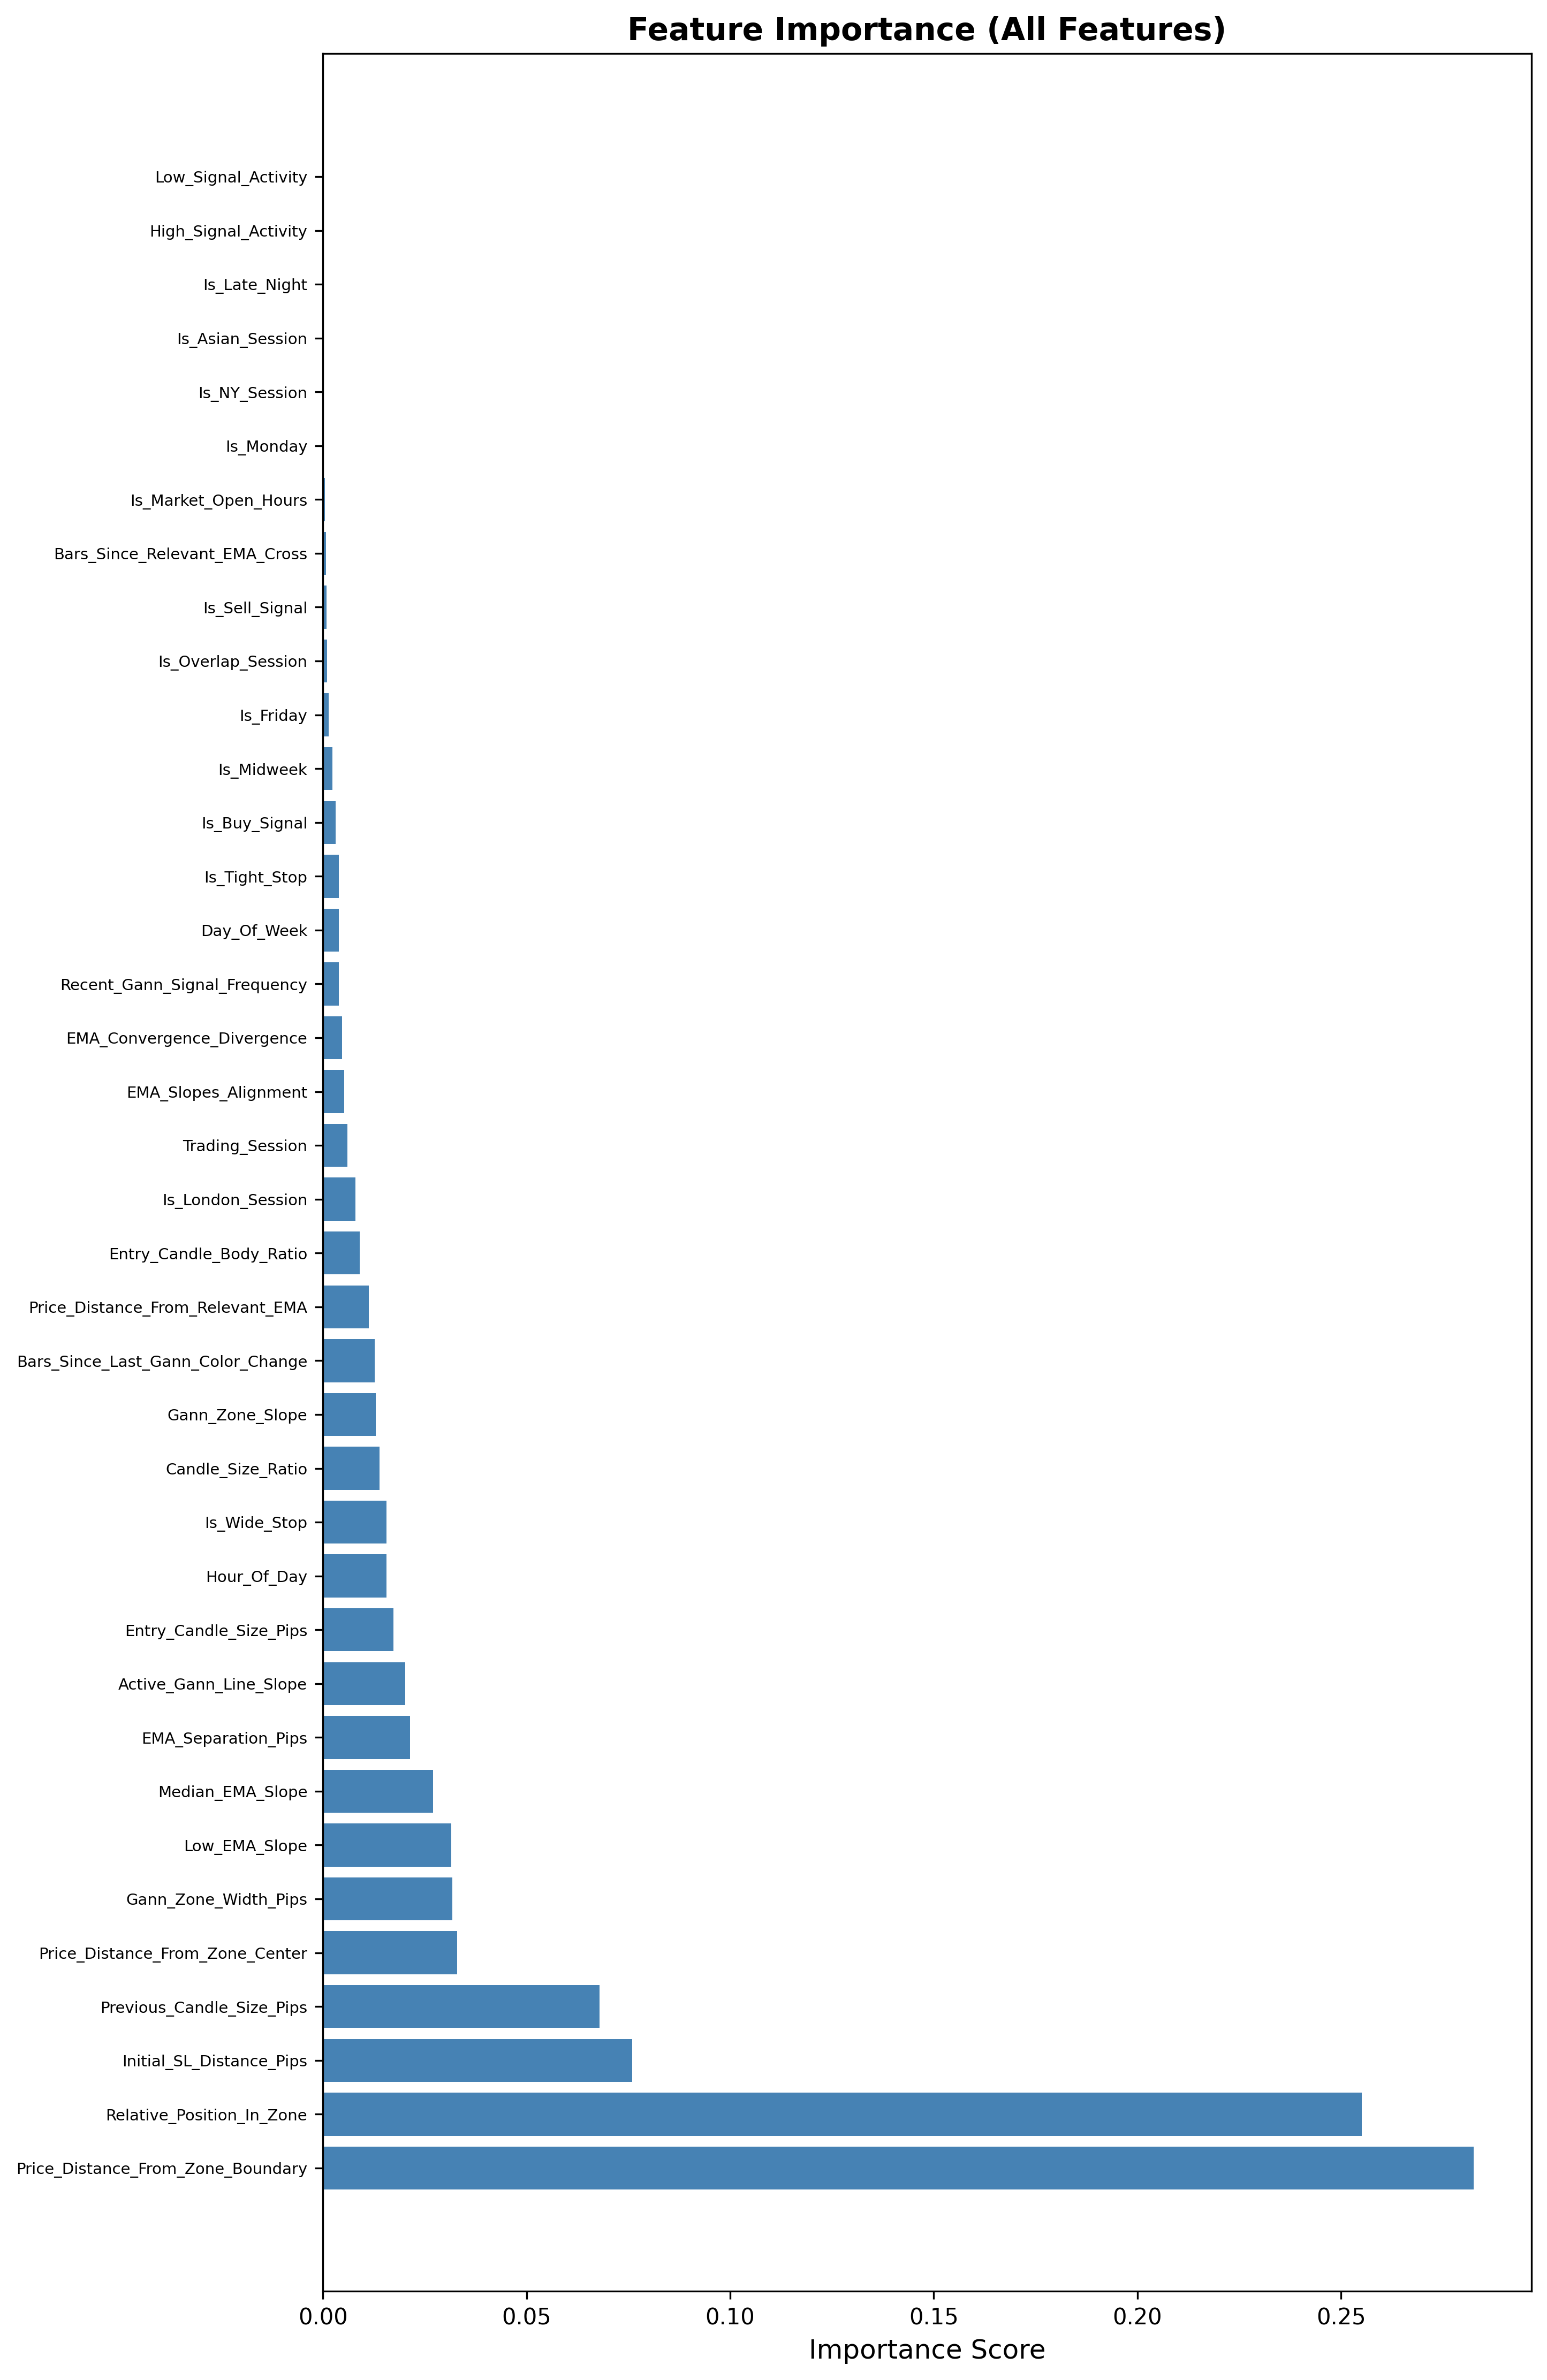 Feature Importance (All Features)
Low_Signal_Activity
High_Signal_Activity
Is_Late_Night
Is_Asian_Session
Is_NY_Session
Is_Monday
Is_Market_Open_Hours
Bars_Since_Relevant_EMA_Cross
Is_Sell_Signal
Is_Overlap_Session
Is_Friday
Is_Midweek
Is_Buy_Signal
Is_Tight_Stop
Day_Of_Week
Recent_Gann_Signal_Frequency
EMA_Convergence_Divergence
EMA_Slopes_Alignment
Trading_Session
Is_London_Session
Entry_Candle_Body_Ratio
Price_Distance_From_Relevant_EMA
Bars_Since_Last_Gann_Color_Change
Gann_Zone_Slope
Candle_Size_Ratio
Is_Wide_Stop
Hour_Of_Day
Entry_Candle_Size_Pips
Active_Gann_Line_Slope
EMA_Separation_Pips
Median_EMA_Slope
Low_EMA_Slope
Gann_Zone_Width_Pips
Price_Distance_From_Zone_Center
Previous_Candle_Size_Pips
Initial_SL_Distance_Pips
Relative_Position_In_Zone
Price_Distance_From_Zone_Boundary
0.00 0.05 0.10 0.15 0.20 0.25
Importance Score